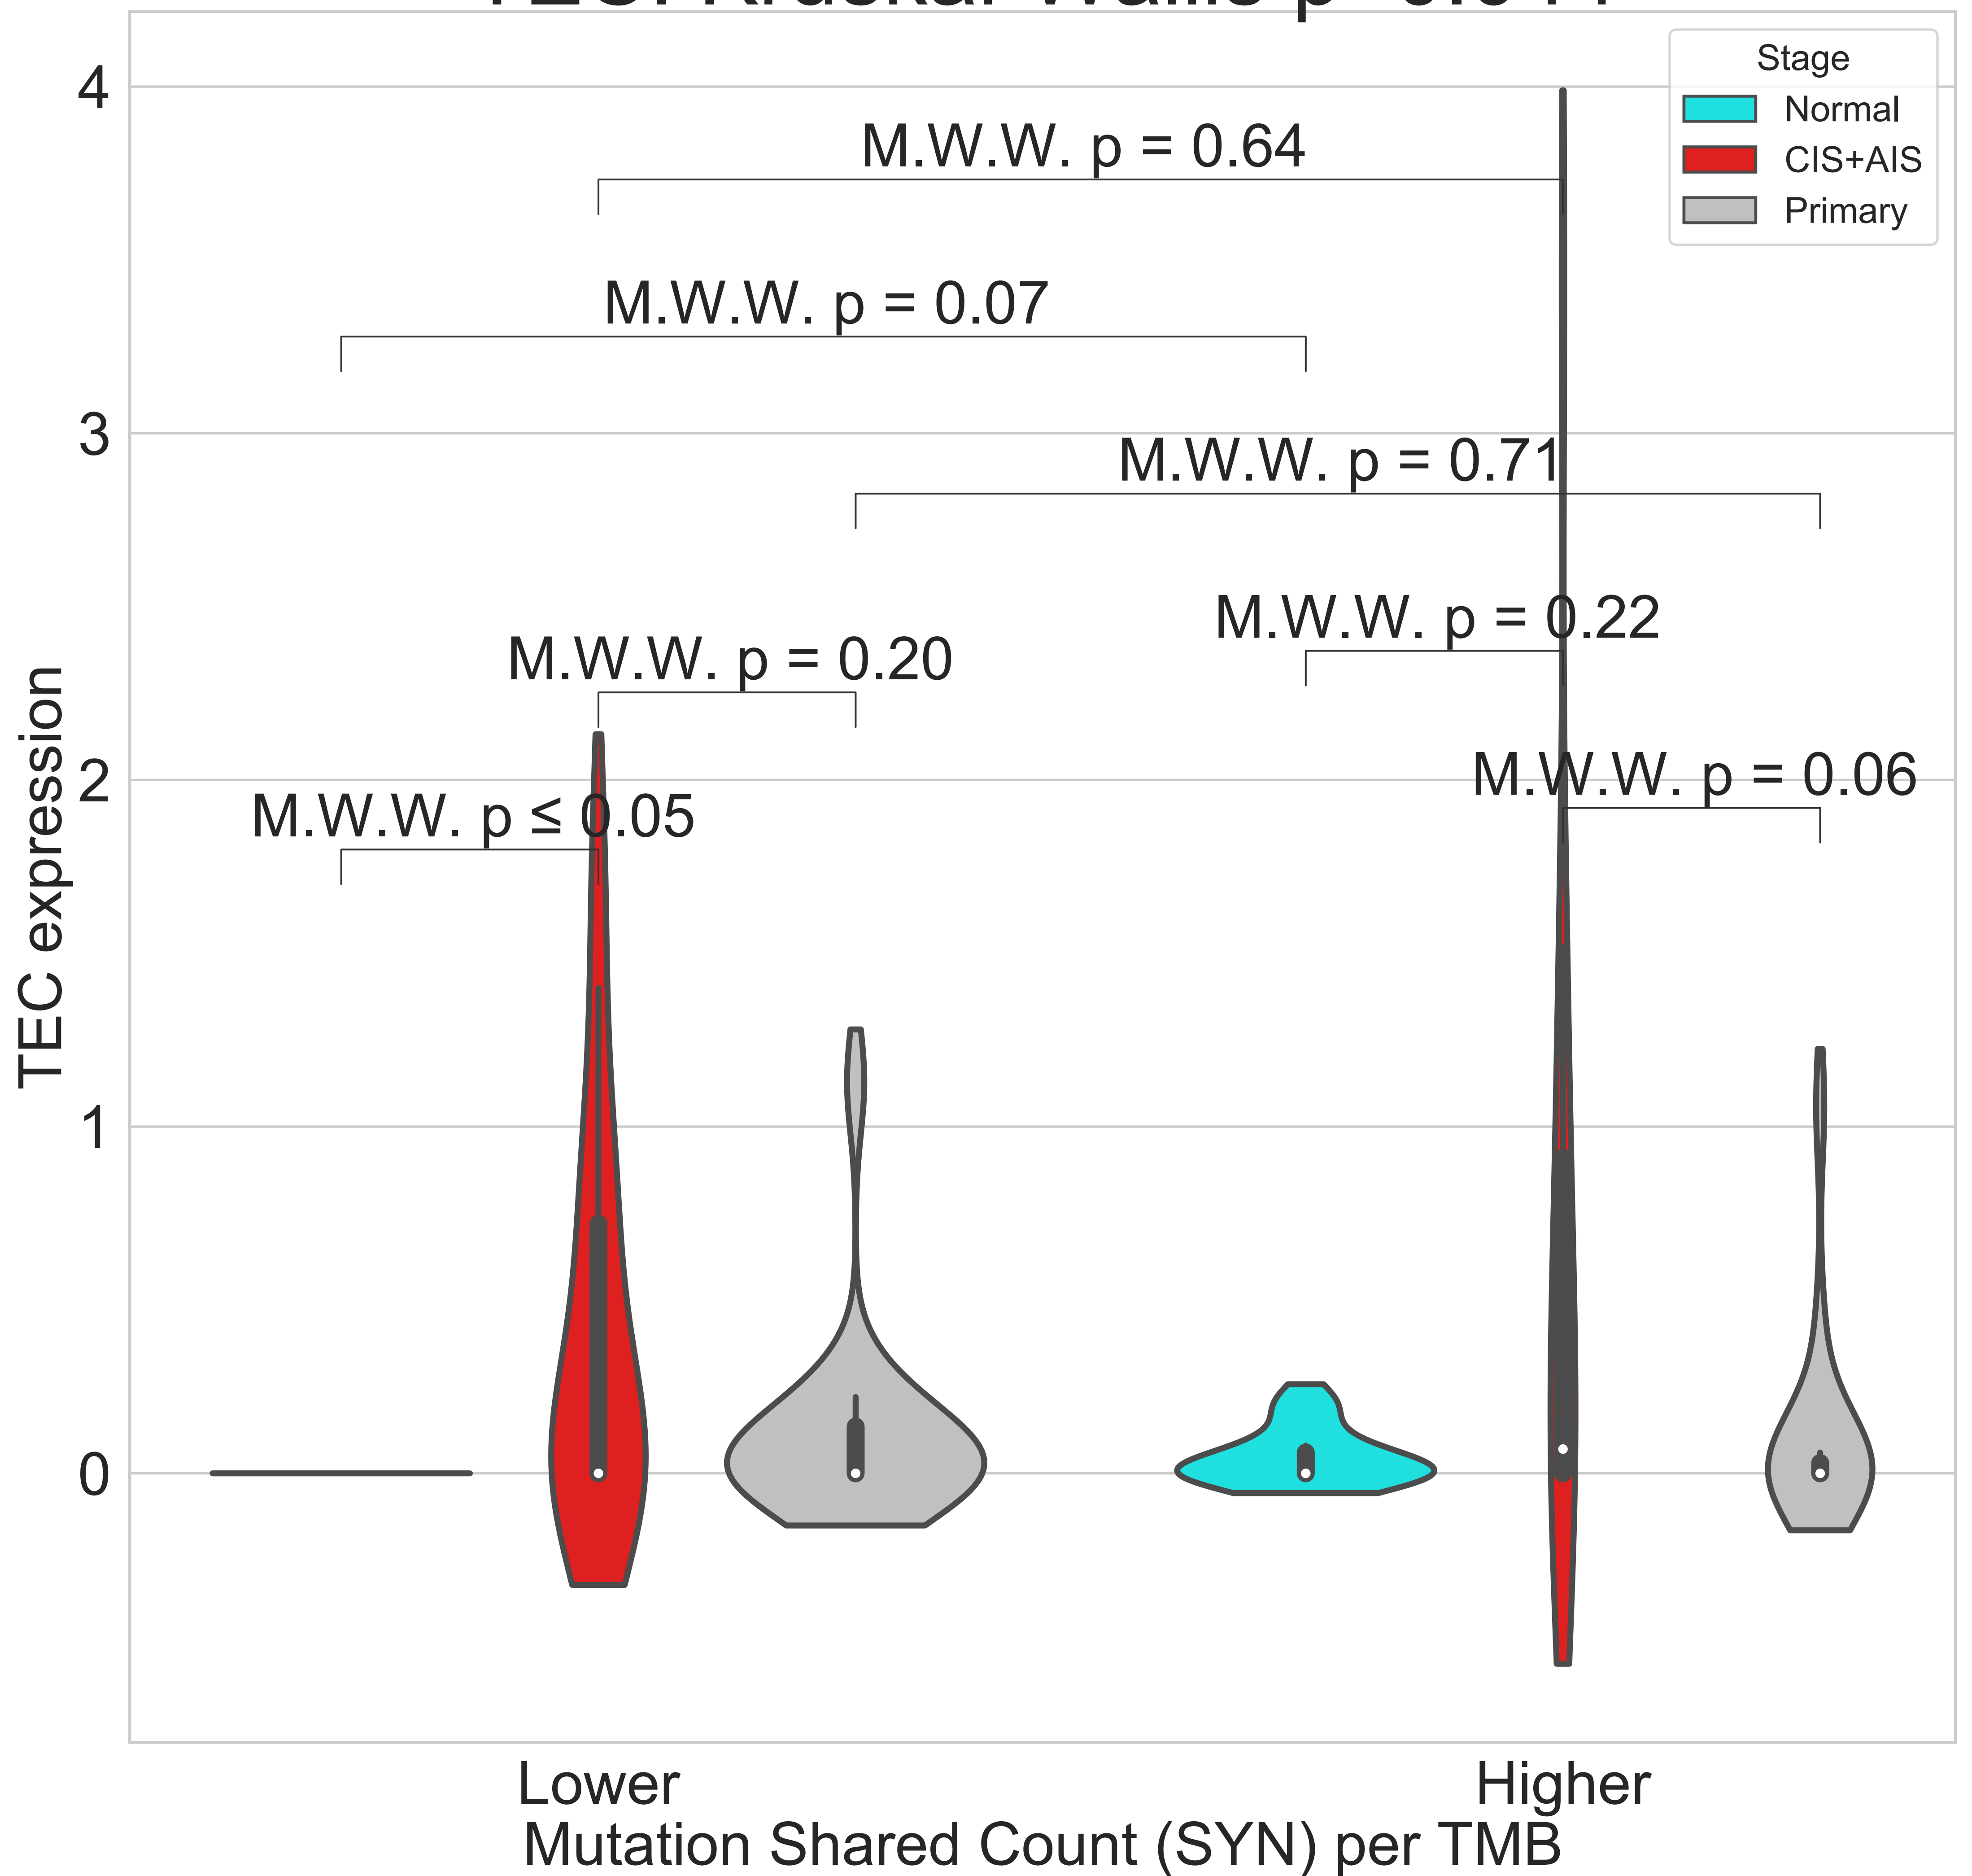 Stage
4
Normal
M.W.W. p = 0.64
CIS+AIS
Primary
M.W.W. p = 0.07
3
M.W.W. p = 0.71
M.W.W. p = 0.22
M.W.W. p = 0.20
2
M.W.W. p = 0.06
M.W.W. p ≤ 0.05
TEC expression
1
0
Lower
Higher
Mutation Shared Count (SYN) per TMB